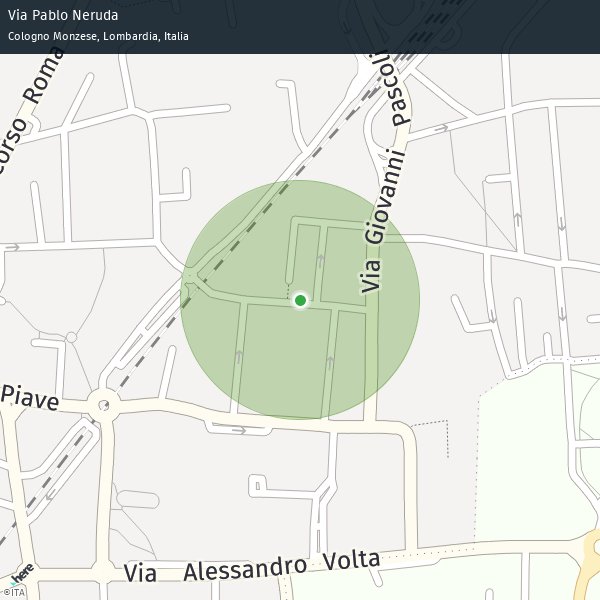 Via Pablo Neruda
Cologno Monzese, Lombardia, Italia
corso Roma
Via Giovanni Pascoli
Piave
Via Alessandro Volta
here
©ITA